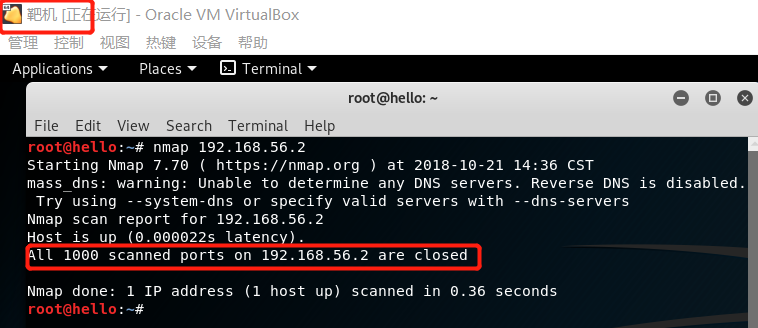 靶机 [正在运行] - Oracle VM VirtualBox
管理 控制 视图 热键 设备 帮助
Applications Places Terminal
root@hello: ~
File Edit View Search Terminal Help
root@hello:~# nmap 192.168.56.2
Starting Nmap 7.70 ( https://nmap.org ) at 2018-10-21 14:36 CST
mass_dns: warning: Unable to determine any DNS servers. Reverse DNS is disabled.
Try using --system-dns or specify valid servers with --dns-servers
Nmap scan report for 192.168.56.2
Host is up (0.000022s latency).
All 1000 scanned ports on 192.168.56.2 are closed
Nmap done: 1 IP address (1 host up) scanned in 0.36 seconds
root@hello:~#